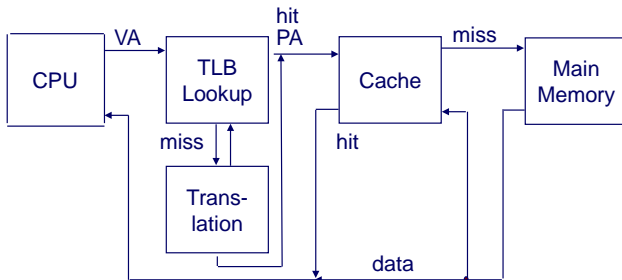 hit
VA
PA
miss
CPU
TLB
Lookup
Cache
Main
Memory
miss
hit
Trans-
lation
data